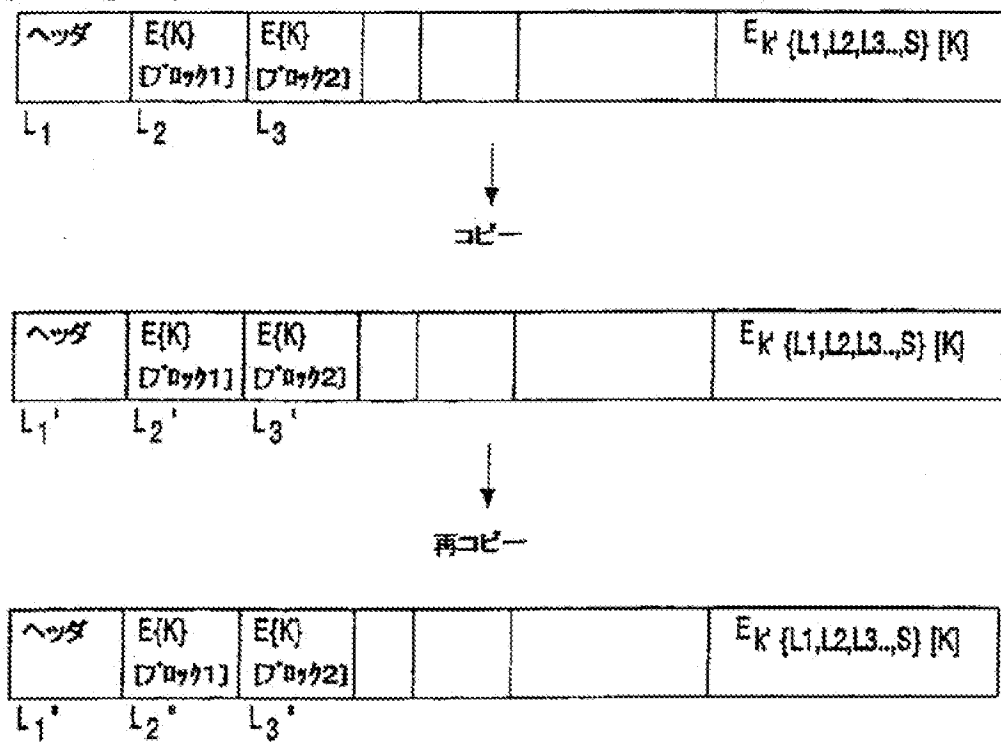 ヘッダ E{K} E{K} Ek' {L1,L2,L3..,S} [K]
[ブロック1] [ブロック2]
L1 L2 L3
コピー
ヘッダ E{K} E{K} Ek' {L1,L2,L3..,S} [K]
[ブロック1] [ブロック2]
L1' L2' L3'
再コピー
ヘッダ E{K} E{K} Ek' {L1,L2,L3..,S} [K]
[ブロック1] [ブロック2]
L1" L2" L3"